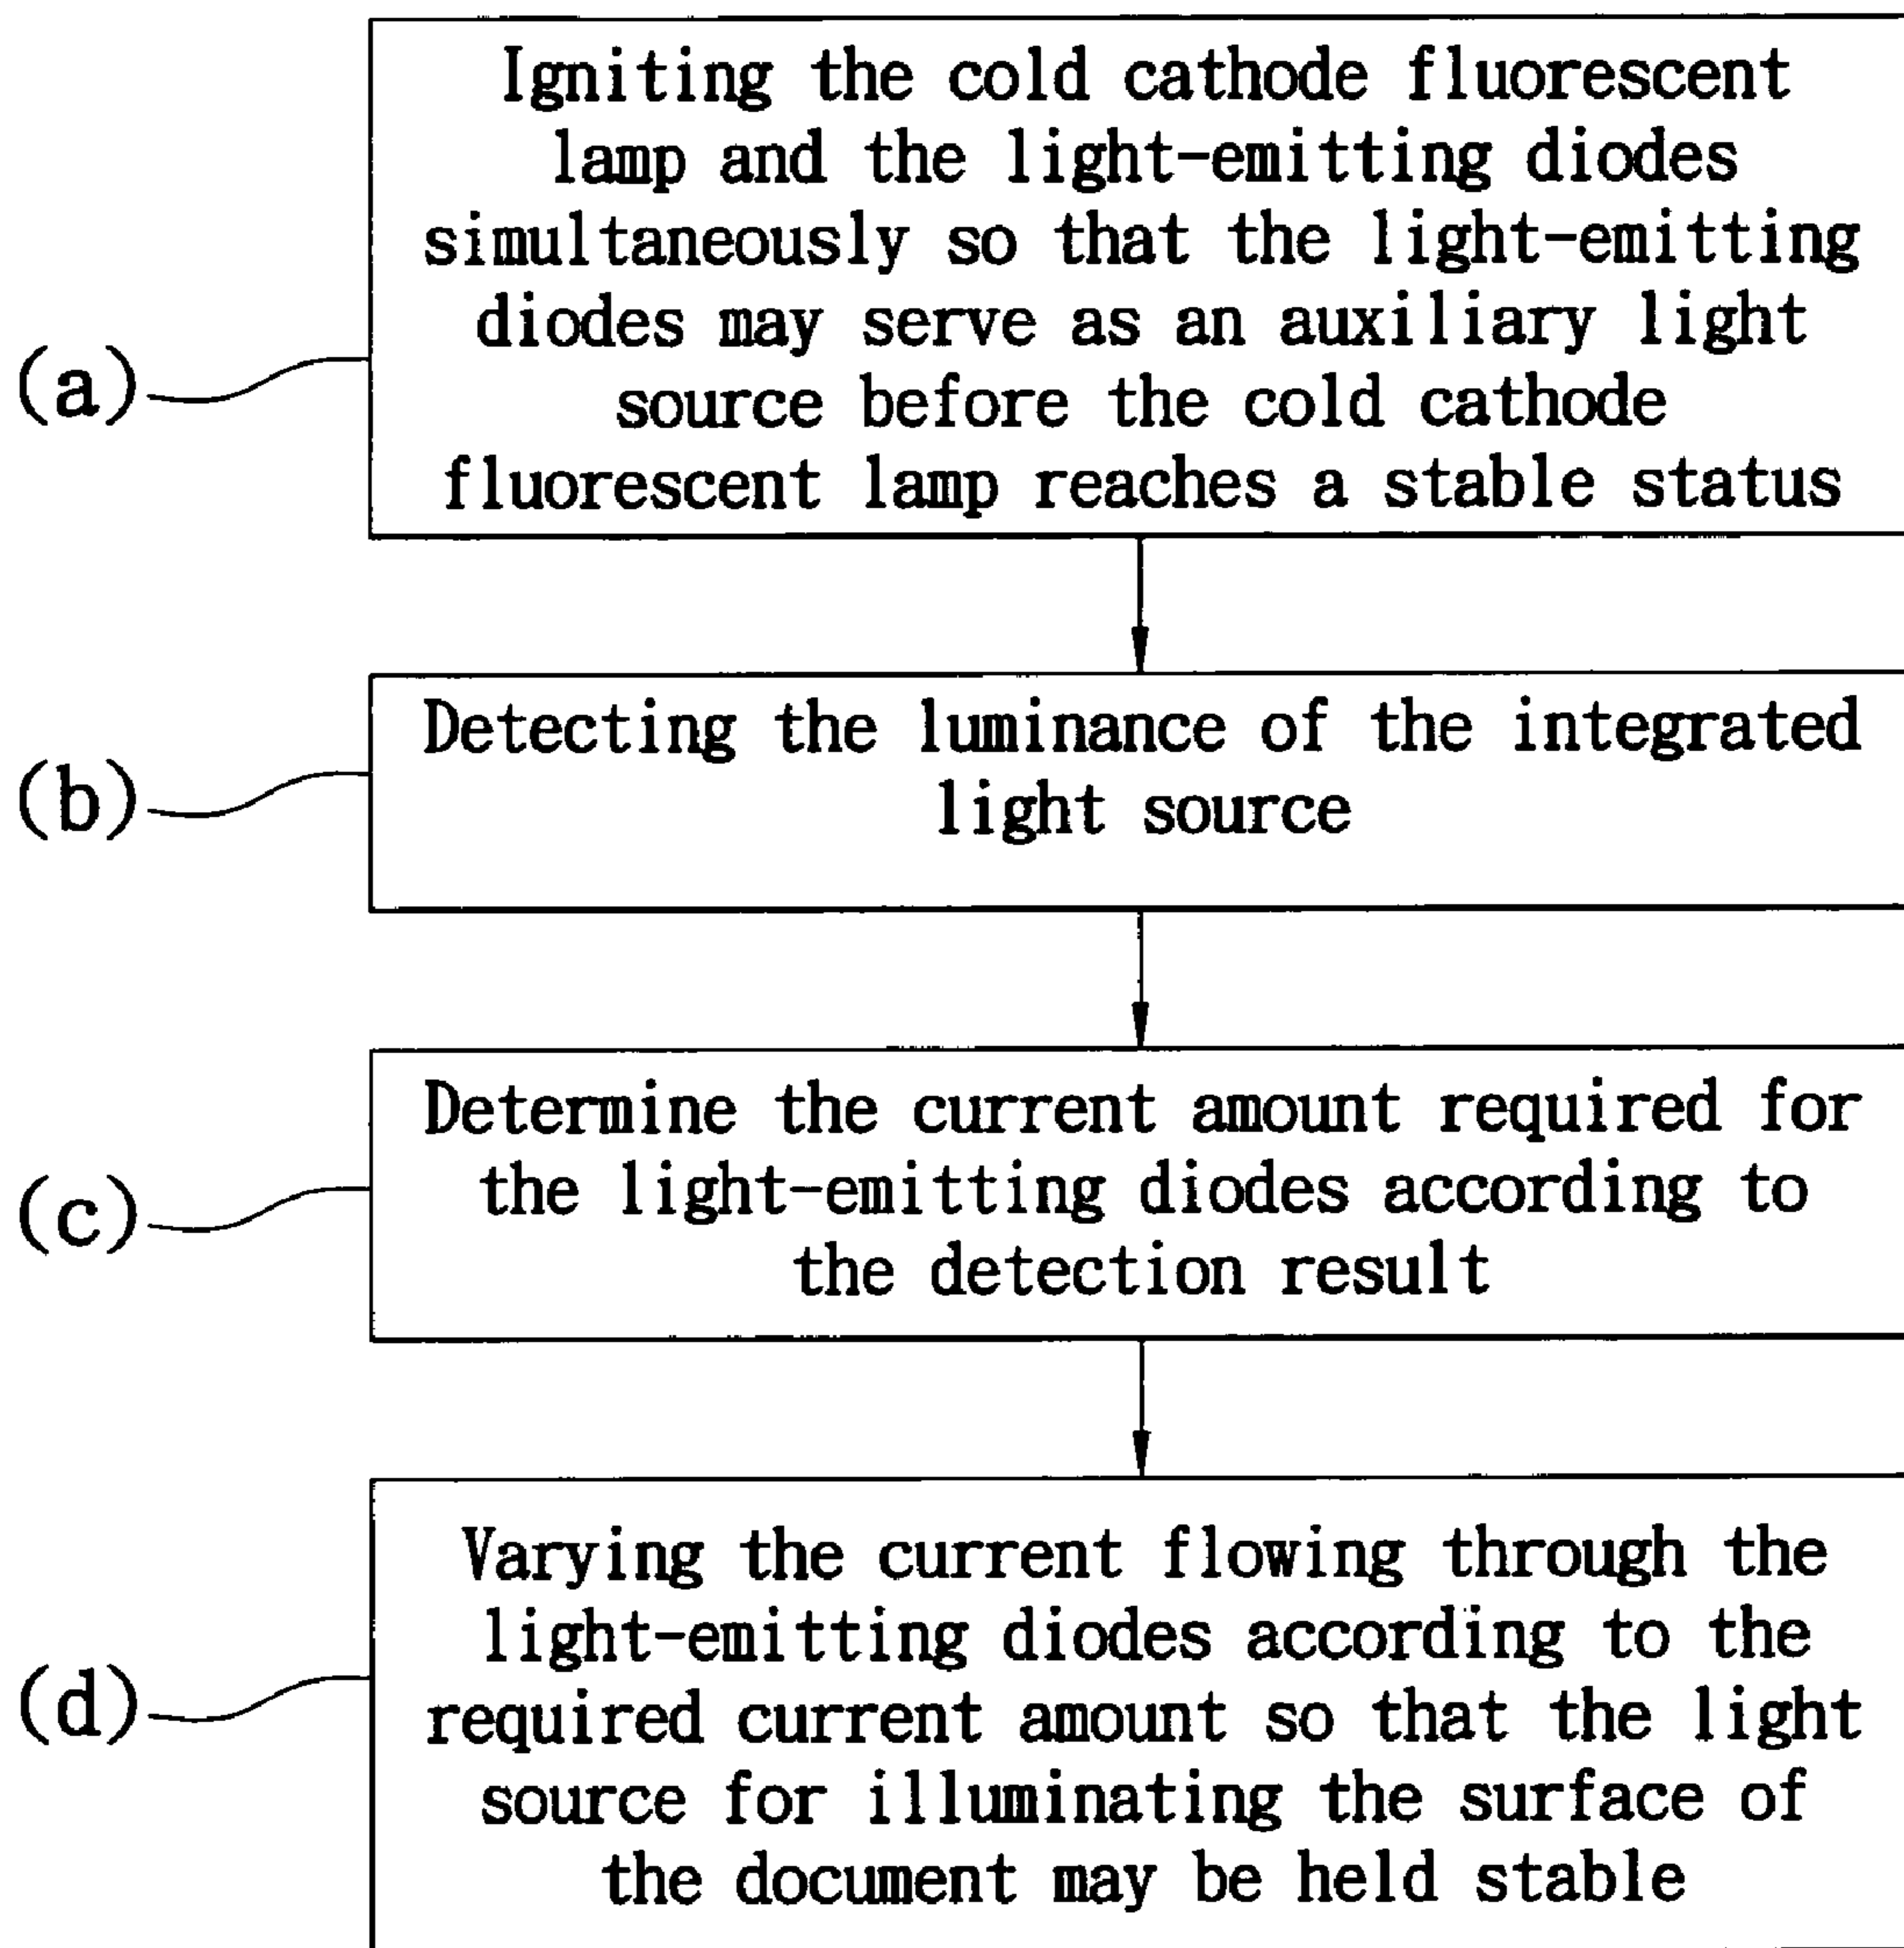 Igniting the cold cathode fluorescent
lamp and the light-emitting diodes
simultaneously so that the light-emitting
diodes may serve as an auxiliary light
source before the cold cathode
fluorescent lamp reaches a stable status
(a)
Detecting the luminance of the integrated
light source
(b)
Determine the current amount required for
the light-emitting diodes according to
the detection result
(c)
Varying the current flowing through the
light-emitting diodes according to the
required current amount so that the light
source for illuminating the surface of
the document may be held stable
(d)